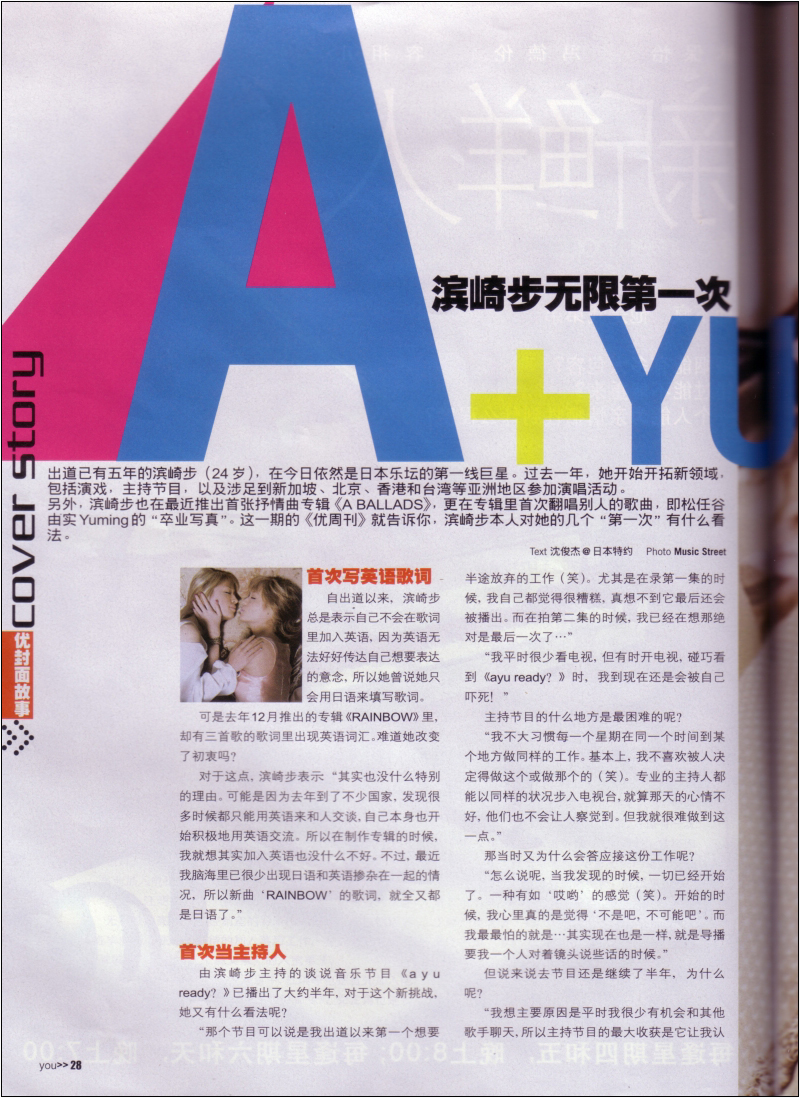 A
滨崎步无限第一次
+YU
cover story
优封面故事
出道已有五年的滨崎步（24岁），在今日依然是日本乐坛的第一线巨星。过去一年，她开始开拓新领域，
包括演戏，主持节目，以及涉足到新加坡、北京、香港和台湾等亚洲地区参加演唱活动。
另外，滨崎步也在最近推出首张抒情曲专辑《A BALLADS》，更在专辑里首次翻唱别人的歌曲，即松任谷
由实Yuming的“卒业写真”。这一期的《优周刊》就告诉你，滨崎步本人对她的几个“第一次”有什么看
法。
Text 沈俊杰@日本特约 Photo Music Street
首次写英语歌词
自出道以来，滨崎步
总是表示自己不会在歌词
里加入英语，因为英语无
法好好传达自己想要表达
的意念，所以她曾说她只
会用日语来填写歌词。
可是去年12月推出的专辑《RAINBOW》里，
却有三首歌的歌词里出现英语词汇。难道她改变
了初衷吗？
对于这点，滨崎步表示：“其实也没什么特别
的理由。可能是因为去年到了不少国家，发现很
多时候都只能用英语来和人交谈，自己本身也开
始积极地用英语交流。所以在制作专辑的时候，
我就想其实加入英语也没什么不好。不过，最近
我脑海里已很少出现日语和英语掺杂在一起的情
况，所以新曲‘RAINBOW’的歌词，就全又都
是日语了。”
首次当主持人
由滨崎步主持的谈说音乐节目《ayu
ready？》已播出了大约半年，对于这个新挑战，
她又有什么看法呢？
“那个节目可以说是我出道以来第一个想要
半途放弃的工作（笑）。尤其是在录第一集的时
候，我自己都觉得很糟糕，真想不到它最后还会
被播出。而在拍第二集的时候，我已经在想那绝
对是最后一次了…”
“我平时很少看电视，但有时开电视，碰巧看
到《ayu ready？》时，我到现在还是会被自己
吓死！”
主持节目的什么地方是最困难的呢？
“我不大习惯每一个星期在同一个时间到某
个地方做同样的工作。基本上，我不喜欢被人决
定得做这个或做那个的（笑）。专业的主持人都
能以同样的状况步入电视台，就算那天的心情不
好，他们也不会让人察觉到。但我就很难做到这
一点。”
那当时又为什么会答应接这份工作呢？
“怎么说呢，当我发现的时候，一切已经开始
了。一种有如‘哎哟’的感觉（笑）。开始的时
候，我心里真的是觉得‘不是吧，不可能吧’。而
我最最怕的就是…其实现在也是一样，就是导播
要我一个人对着镜头说些话的时候。”
但说来说去节目还是继续了半年，为什么
呢？
“我想主要原因是平时我很少有机会和其他
歌手聊天，所以主持节目的最大收获是它让我认
you>> 28